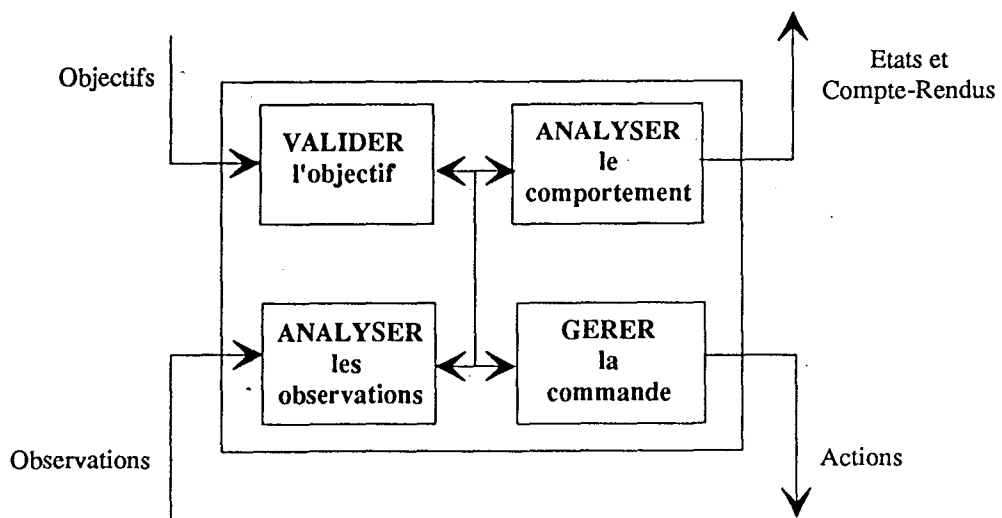 Objectifs
Etats et
Compte-Rendus
VALIDER
l'objectif
ANALYSER
le
comportement
ANALYSER
les
observations
GERER
la
commande
Observations
Actions